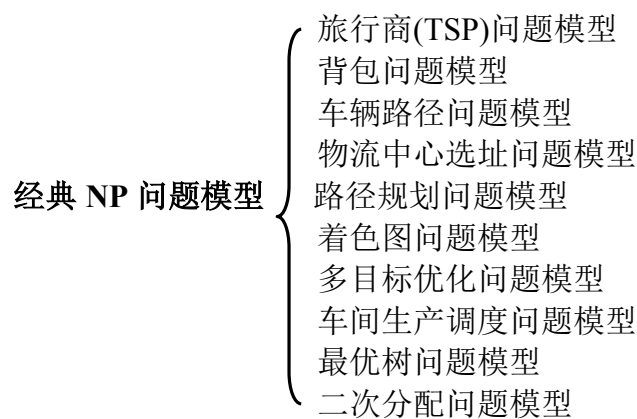 旅行商(TSP)问题模型
背包问题模型
车辆路径问题模型
物流中心选址问题模型
经典 NP 问题模型
路径规划问题模型
着色图问题模型
多目标优化问题模型
车间生产调度问题模型
最优树问题模型
二次分配问题模型